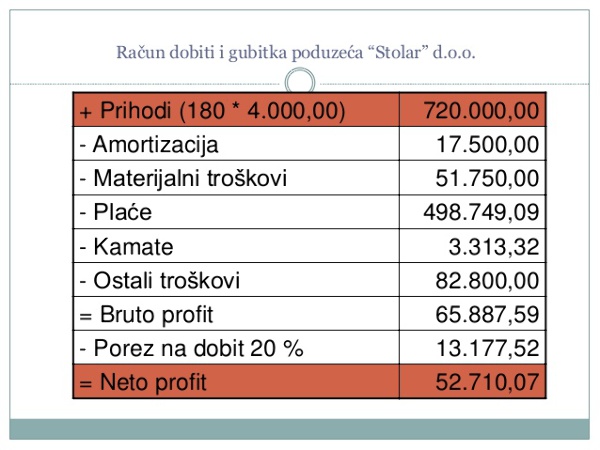 Račun dobiti i gubitka poduzeća “Stolar” d.o.o.
+ Prihodi (180 * 4.000,00) 720.000,00
- Amortizacija 17.500,00
- Materijalni troškovi 51.750,00
- Plaće 498.749,09
- Kamate 3.313,32
- Ostali troškovi 82.800,00
= Bruto profit 65.887,59
- Porez na dobit 20 % 13.177,52
= Neto profit 52.710,07